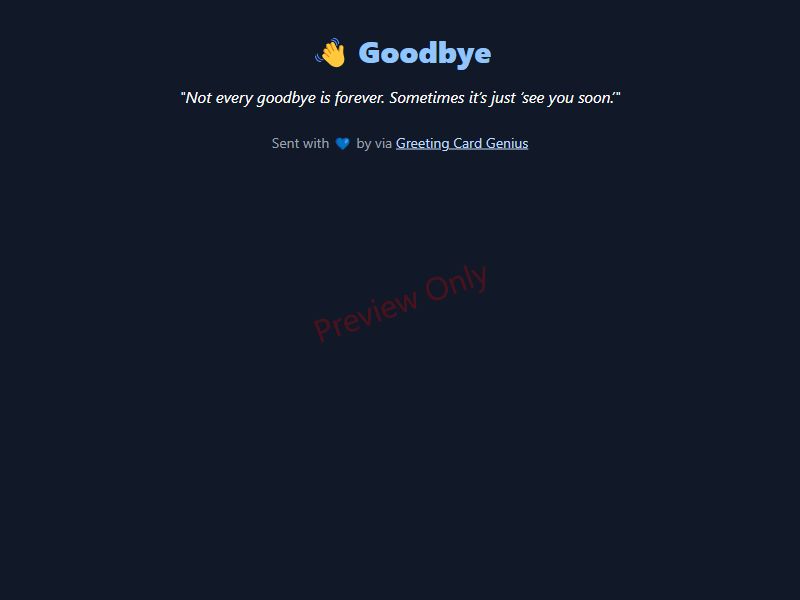 👋 Goodbye
"Not every goodbye is forever. Sometimes it’s just ‘see you soon.’"
Sent with 💙 by via Greeting Card Genius
Preview Only